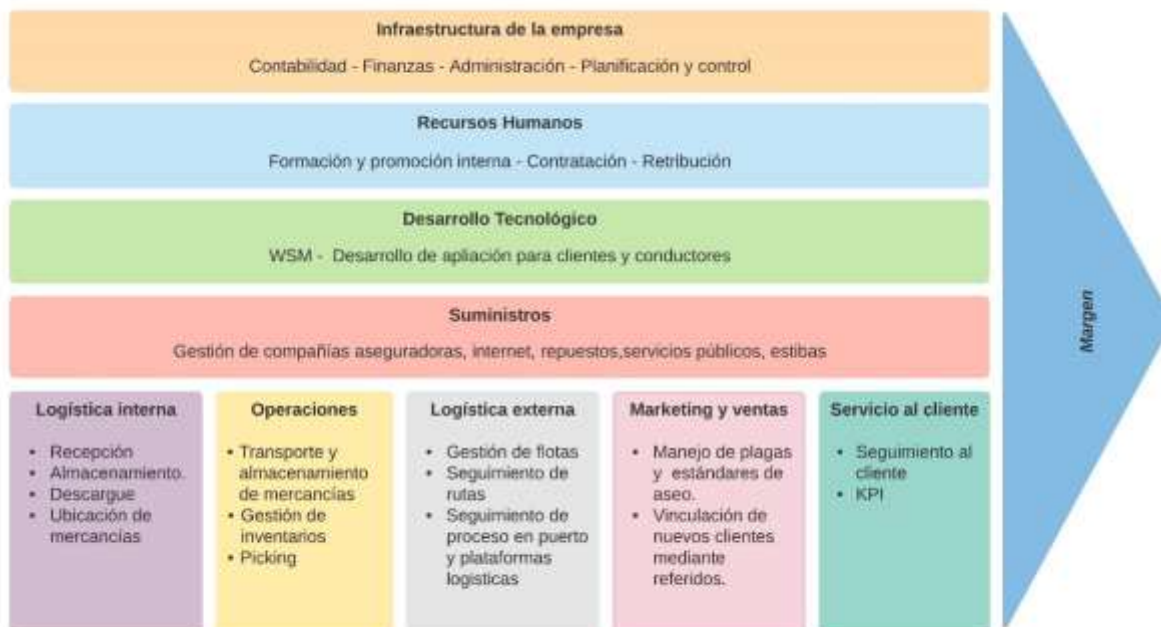 Infraestructura de la empresa
Contabilidad - Finanzas - Administración - Planificación y control
Recursos Humanos
Formación y promoción interna - Contratación - Retribución
Desarrollo Tecnológico
WSM - Desarrollo de apliación para clientes y conductores
Suministros
Gestión de compañías aseguradoras, internet, repuestos,servicios públicos, estibas
Logística interna
• Recepción
• Almacenamiento.
• Descargue
• Ubicación de
mercancías
Operaciones
• Transporte y
almacenamiento
de mercancías
• Gestión de
inventarios
• Picking
Logística externa
• Gestión de flotas
• Seguimiento de
rutas
• Seguimiento de
proceso en puerto
y plataformas
logisticas
Marketing y ventas
• Manejo de plagas
y estándares de
aseo.
• Vinculación de
nuevos clientes
mediante
referidos.
Servicio al cliente
• Seguimiento al
cliente
• KPI
Margen